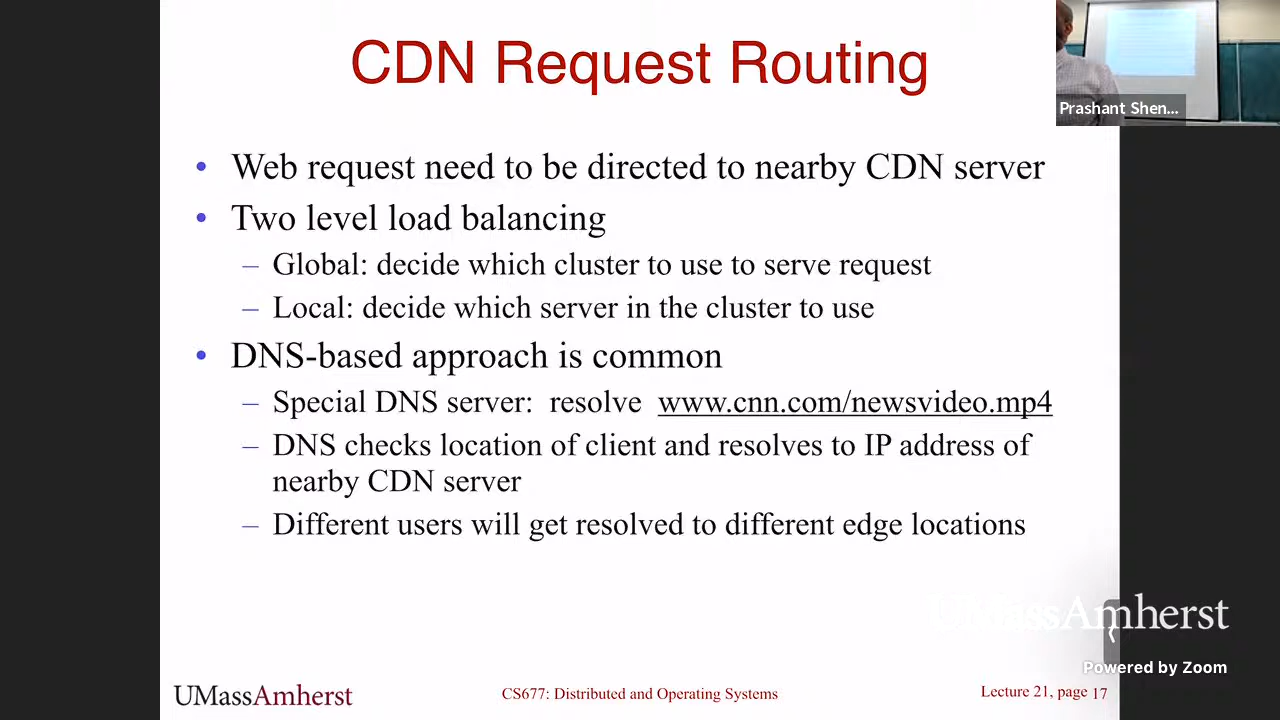 CDN Request Routing
Prashant Shen...
• Web request need to be directed to nearby CDN server
• Two level load balancing
– Global: decide which cluster to use to serve request
– Local: decide which server in the cluster to use
• DNS-based approach is common
– Special DNS server: resolve www.cnn.com/newsvideo.mp4
– DNS checks location of client and resolves to IP address of
nearby CDN server
– Different users will get resolved to different edge locations
UMassAmherst
Powered by Zoom
UMassAmherst
CS677: Distributed and Operating Systems
Lecture 21, page 17